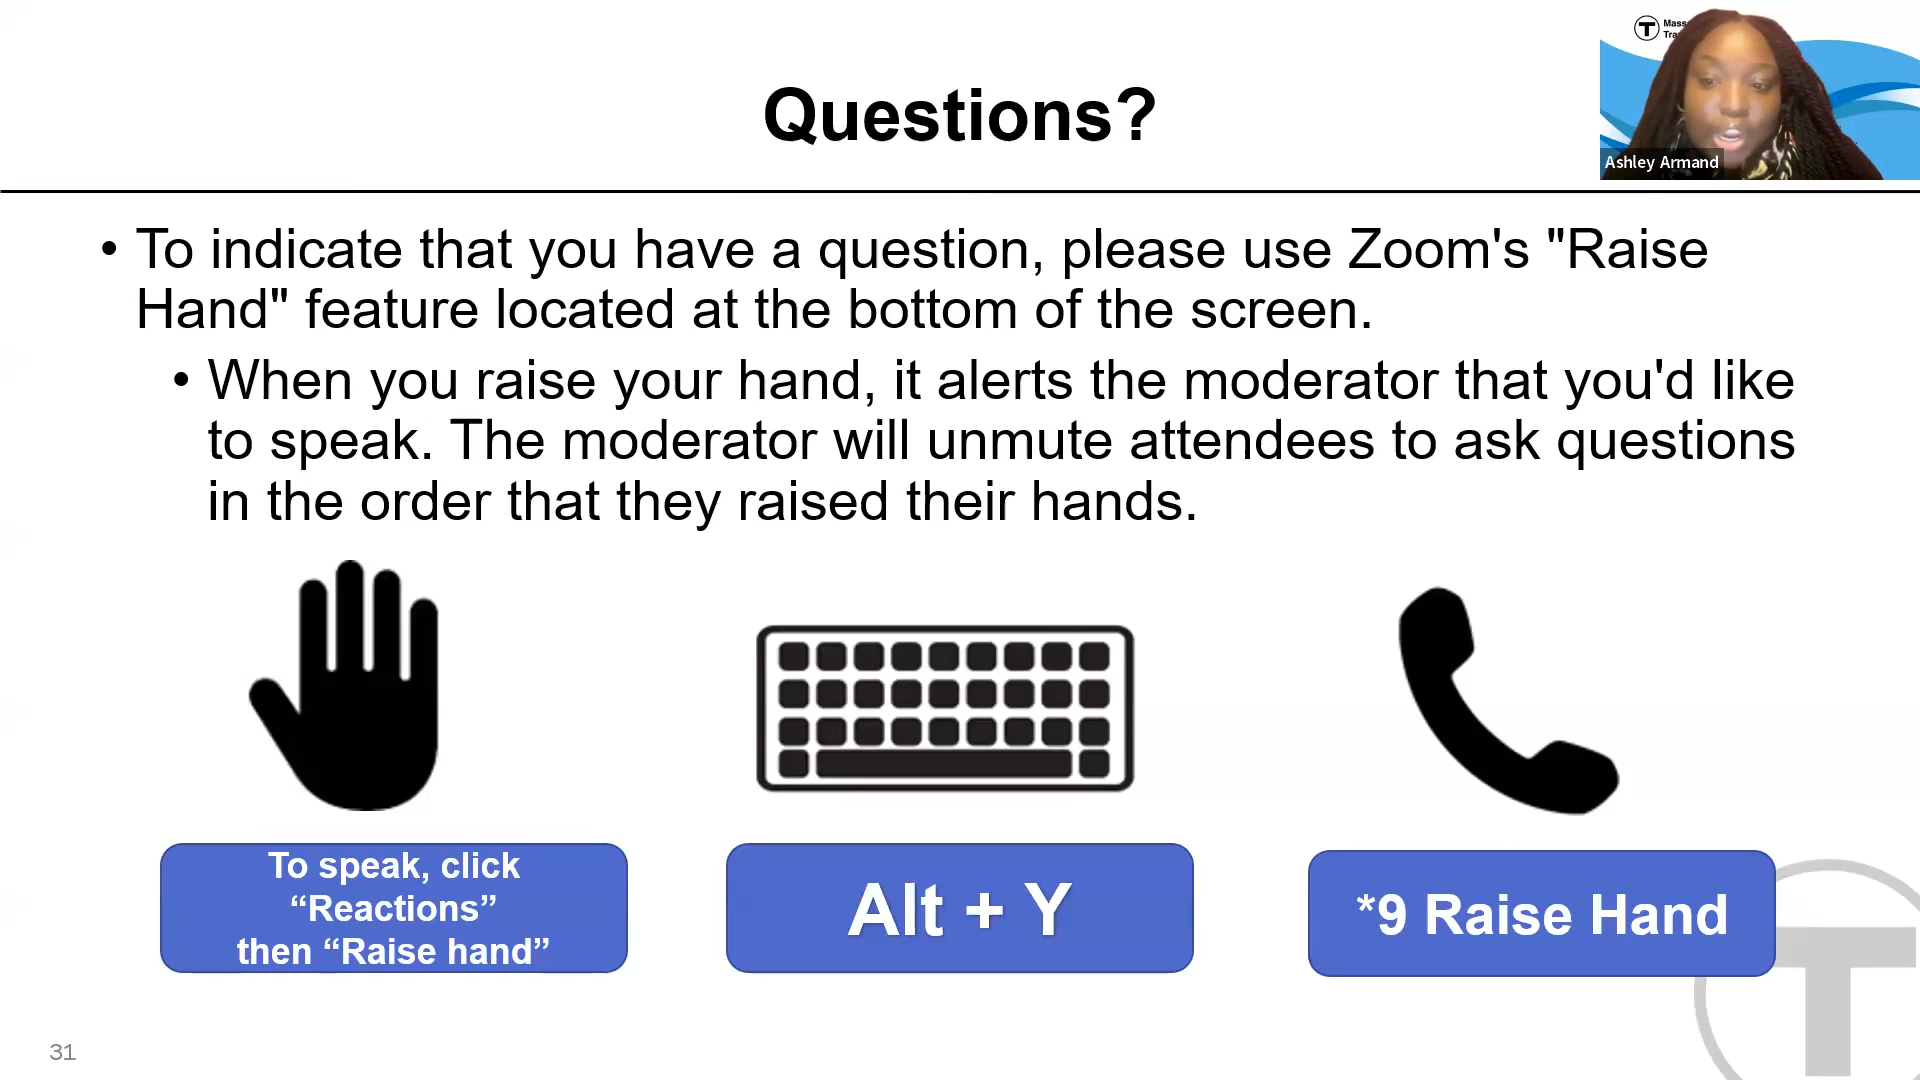 Questions?
T Mass
Tra
Ashley Armand
• To indicate that you have a question, please use Zoom's "Raise
Hand" feature located at the bottom of the screen.
• When you raise your hand, it alerts the moderator that you'd like
to speak. The moderator will unmute attendees to ask questions
in the order that they raised their hands.
To speak, click
“Reactions”
then “Raise hand”
Alt + Y
*9 Raise Hand
T
31